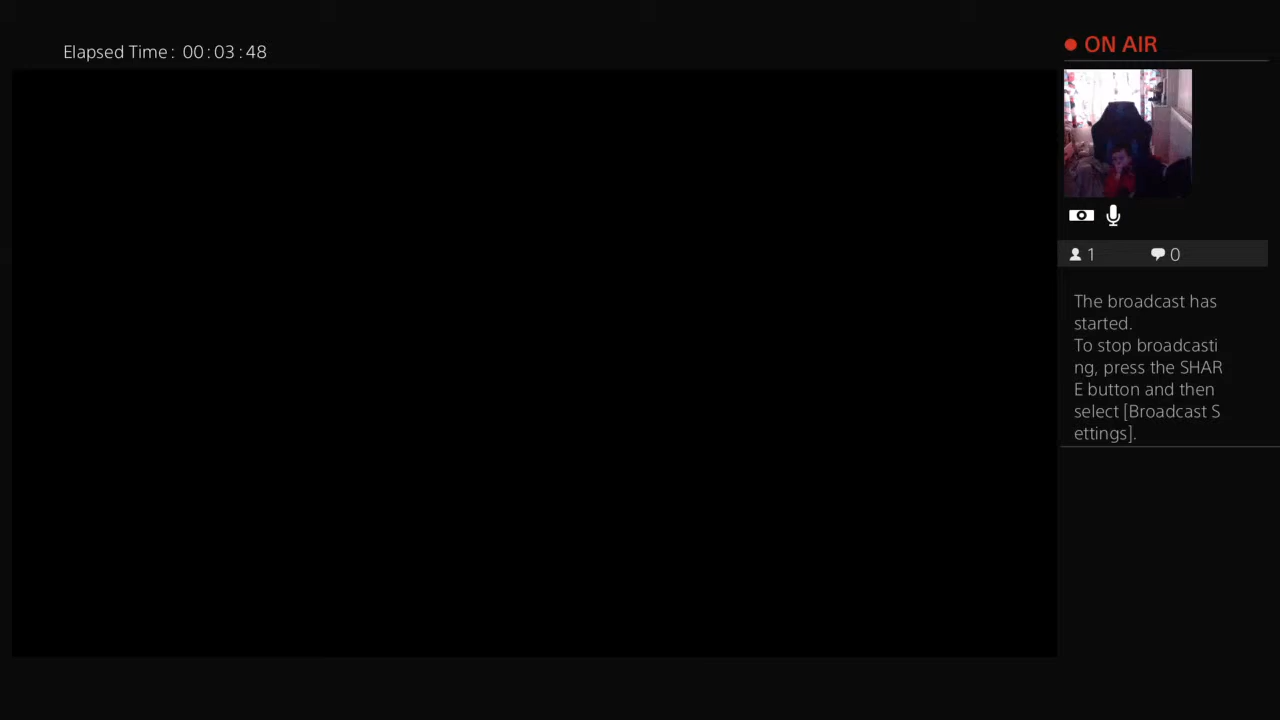 Elapsed Time: 00:03:48
ON AIR
1 0
The broadcast has
started.
To stop broadcasti
ng, press the SHAR
E button and then
select [Broadcast S
ettings].